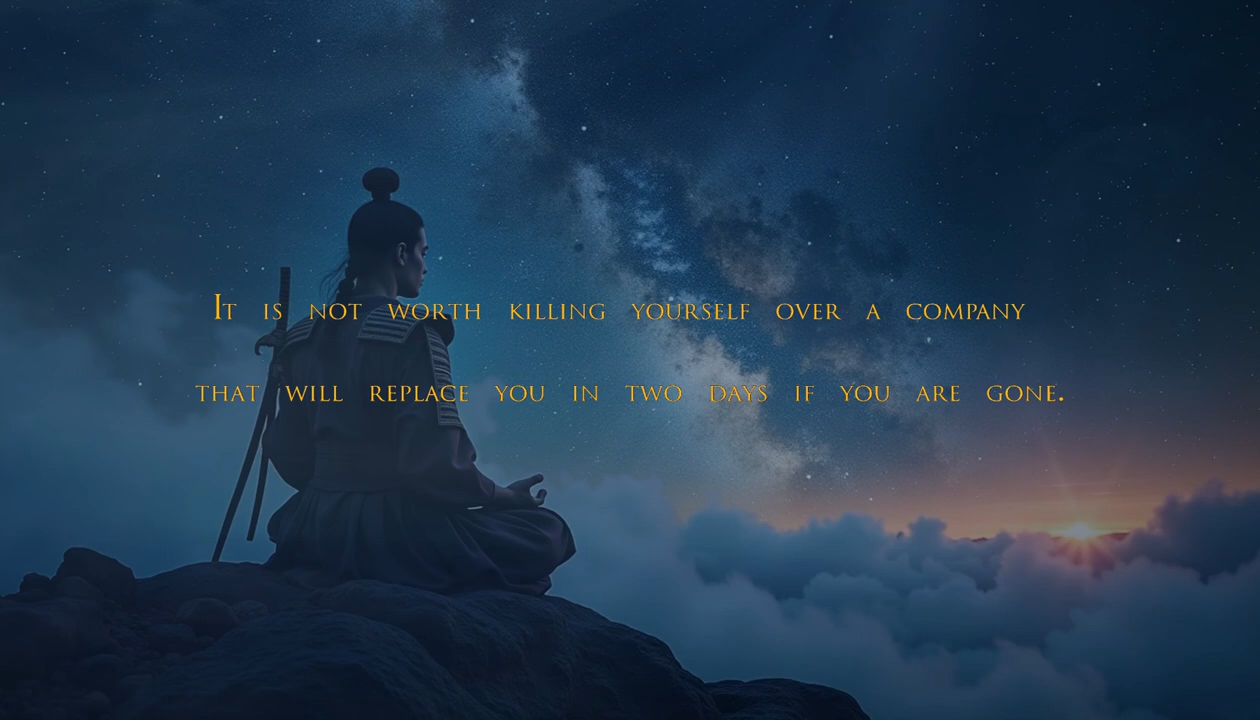 It is not worth killing yourself over a company
that will replace you in two days if you are gone.